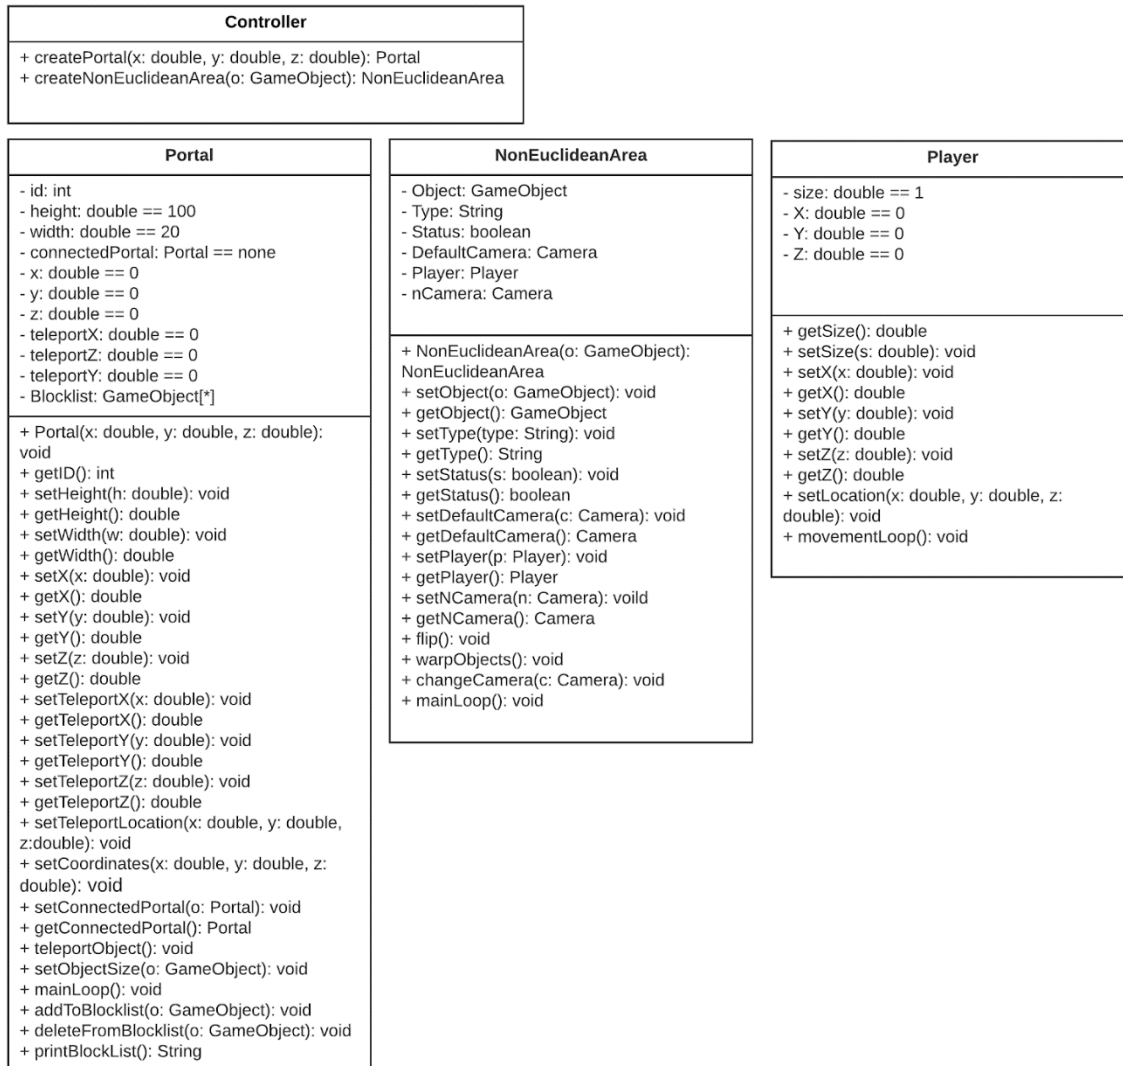 Controller
+ createPortal(x: double, y: double, z: double): Portal
+ createNonEuclideanArea(o: GameObject): NonEuclideanArea
Portal
- id: int
- height: double == 100
- width: double == 20
- connectedPortal: Portal == none
- x: double == 0
- y: double == 0
- z: double == 0
- teleportX: double == 0
- teleportZ: double == 0
- teleportY: double == 0
- Blocklist: GameObject[*]
+ Portal(x: double, y: double, z: double):
void
+ getID(): int
+ setHeight(h: double): void
+ getHeight(): double
+ setWidth(w: double): void
+ getWidth(): double
+ setX(x: double): void
+ getX(): double
+ setY(y: double): void
+ getY(): double
+ setZ(z: double): void
+ getZ(): double
+ setTeleportX(x: double): void
+ getTeleportX(): double
+ setTeleportY(y: double): void
+ getTeleportY(): double
+ setTeleportZ(z: double): void
+ getTeleportZ(): double
+ setTeleportLocation(x: double, y: double,
z:double): void
+ setCoordinates(x: double, y: double, z:
double): void
+ setConnectedPortal(o: Portal): void
+ getConnectedPortal(): Portal
+ teleportObject(): void
+ setObjectSize(o: GameObject): void
+ mainLoop(): void
+ addToBlocklist(o: GameObject): void
+ deleteFromBlocklist(o: GameObject): void
+ printBlockList(): String
NonEuclideanArea
- Object: GameObject
- Type: String
- Status: boolean
- DefaultCamera: Camera
- Player: Player
- nCamera: Camera
+ NonEuclideanArea(o: GameObject):
NonEuclideanArea
+ setObject(o: GameObject): void
+ getObject(): GameObject
+ setType(type: String): void
+ getType(): String
+ setStatus(s: boolean): void
+ getStatus(): boolean
+ setDefaultCamera(c: Camera): void
+ getDefaultCamera(): Camera
+ setPlayer(p: Player): void
+ getPlayer(): Player
+ setNCamera(n: Camera): voild
+ getNCamera(): Camera
+ flip(): void
+ warpObjects(): void
+ changeCamera(c: Camera): void
+ mainLoop(): void
Player
- size: double == 1
- X: double == 0
- Y: double == 0
- Z: double == 0
+ getSize(): double
+ setSize(s: double): void
+ setX(x: double): void
+ getX(): double
+ setY(y: double): void
+ getY(): double
+ setZ(z: double): void
+ getZ(): double
+ setLocation(x: double, y: double, z:
double): void
+ movementLoop(): void